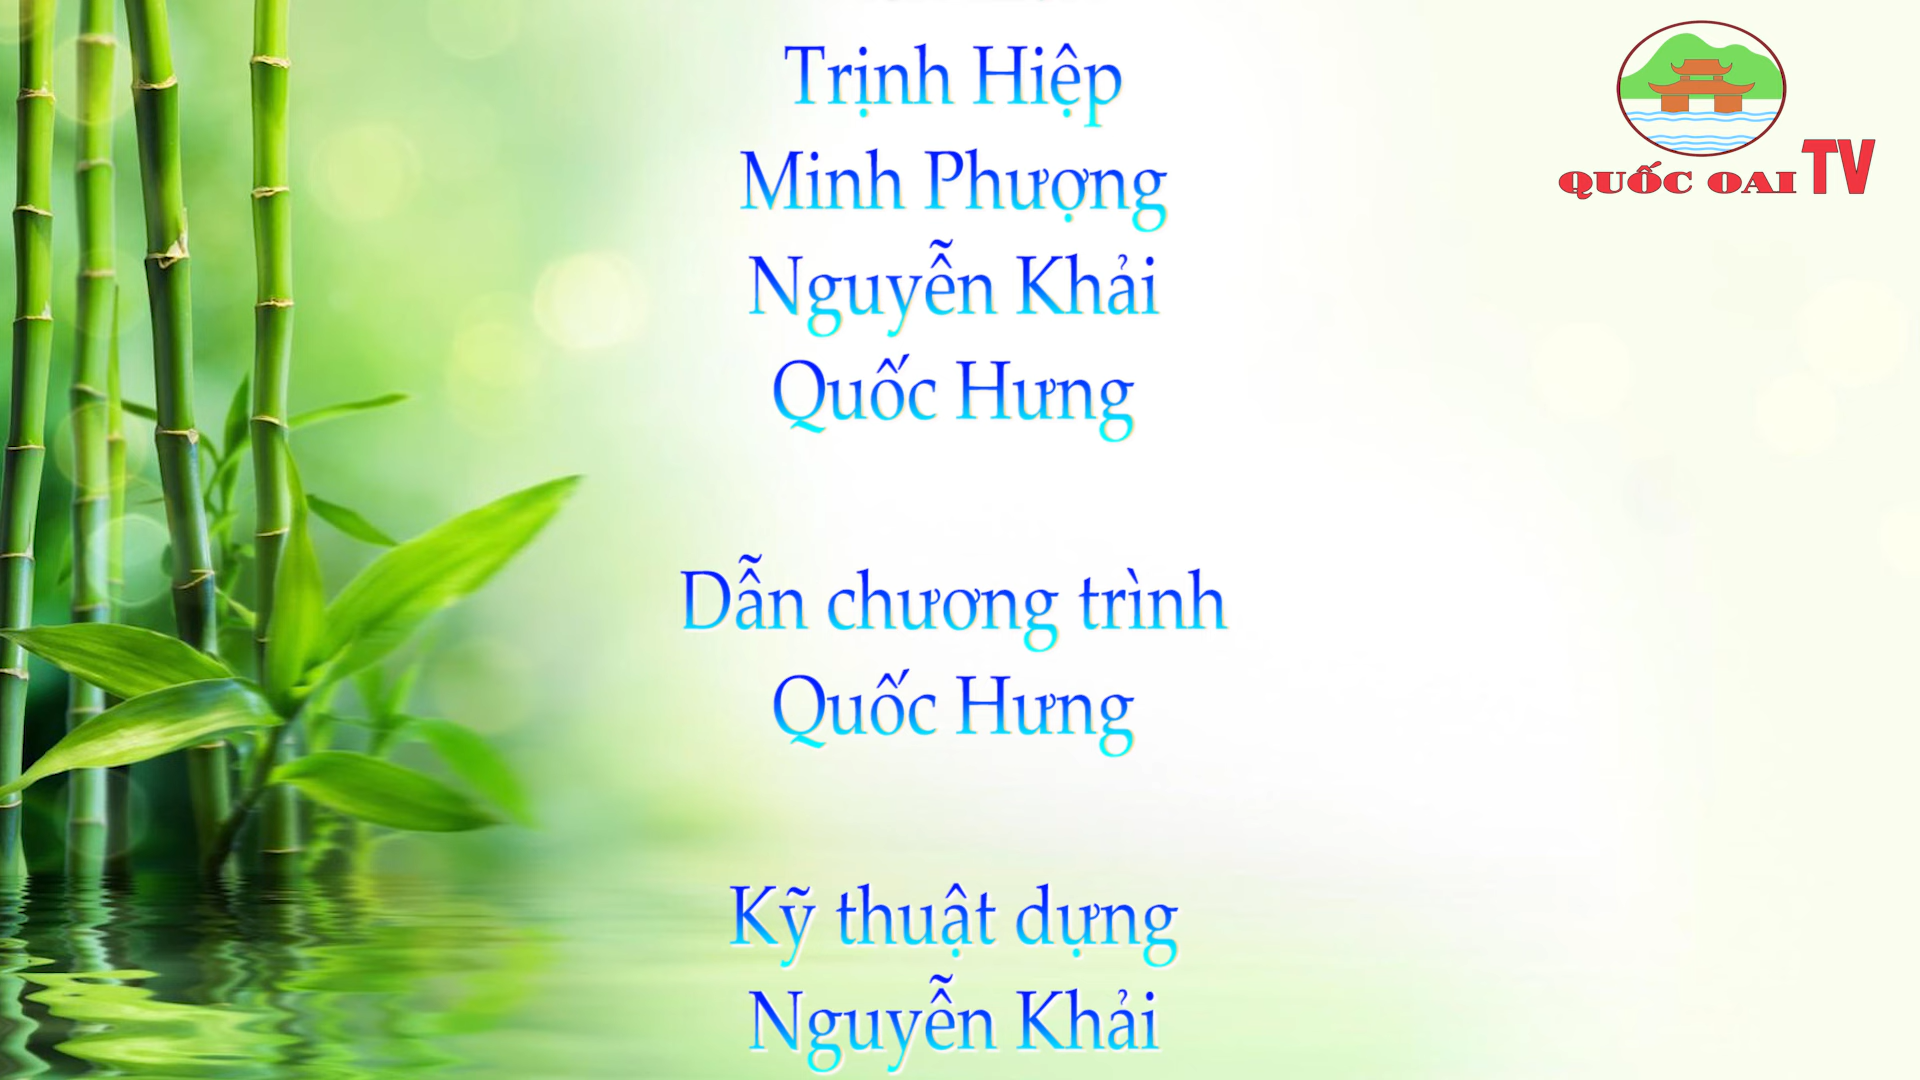 Trịnh Hiệp
Minh Phượng
Nguyễn Khải
Quốc Hưng
Dẫn chương trình
Quốc Hưng
Kỹ thuật dựng
Nguyễn Khải
QUỐC OAI TV